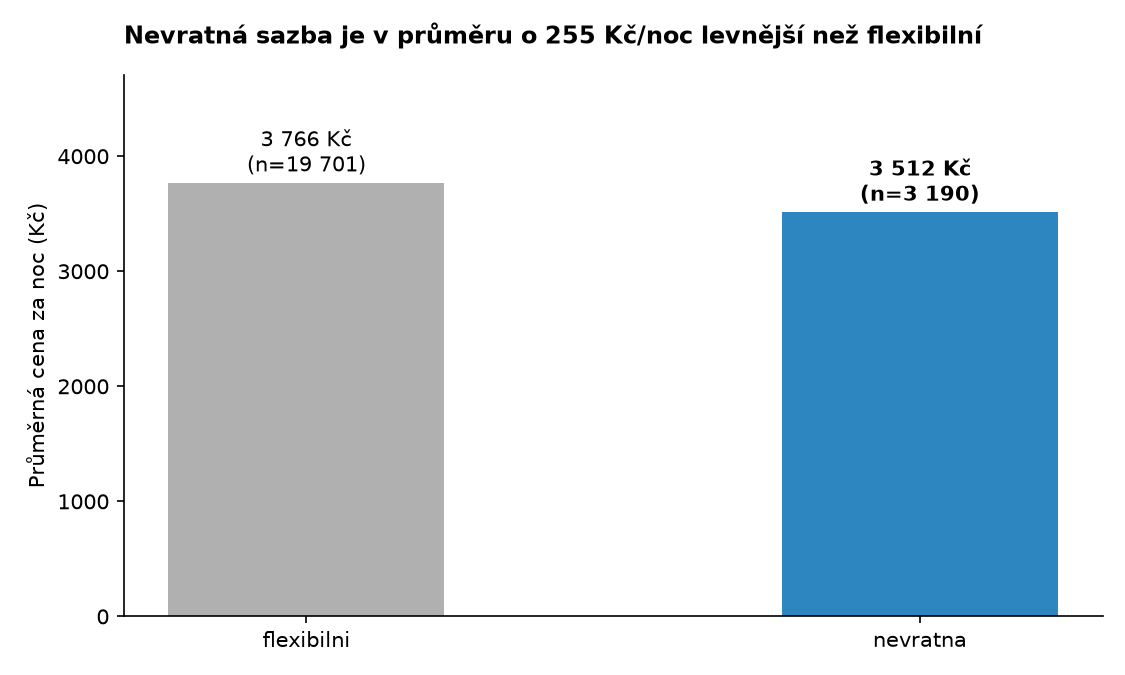 Nevratná sazba je v průměru o 255 Kč/noc levnější než flexibilní
3 766 Kč
(n=19 701)
3 512 Kč
(n=3 190)
Průměrná cena za noc (Kč)
4000
3000
2000
1000
0
flexibilni
nevratna